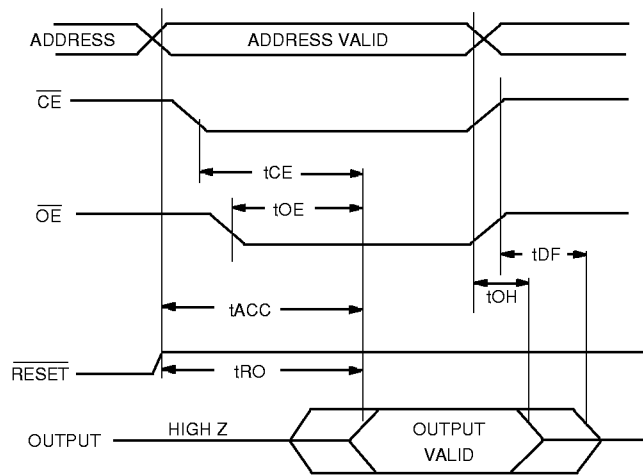 ADDRESS
ADDRESS VALID
CE
tCE
tOE
OE
tDF
tOH
tACC
RESET
tRO
OUTPUT
HIGH Z
OUTPUT
VALID